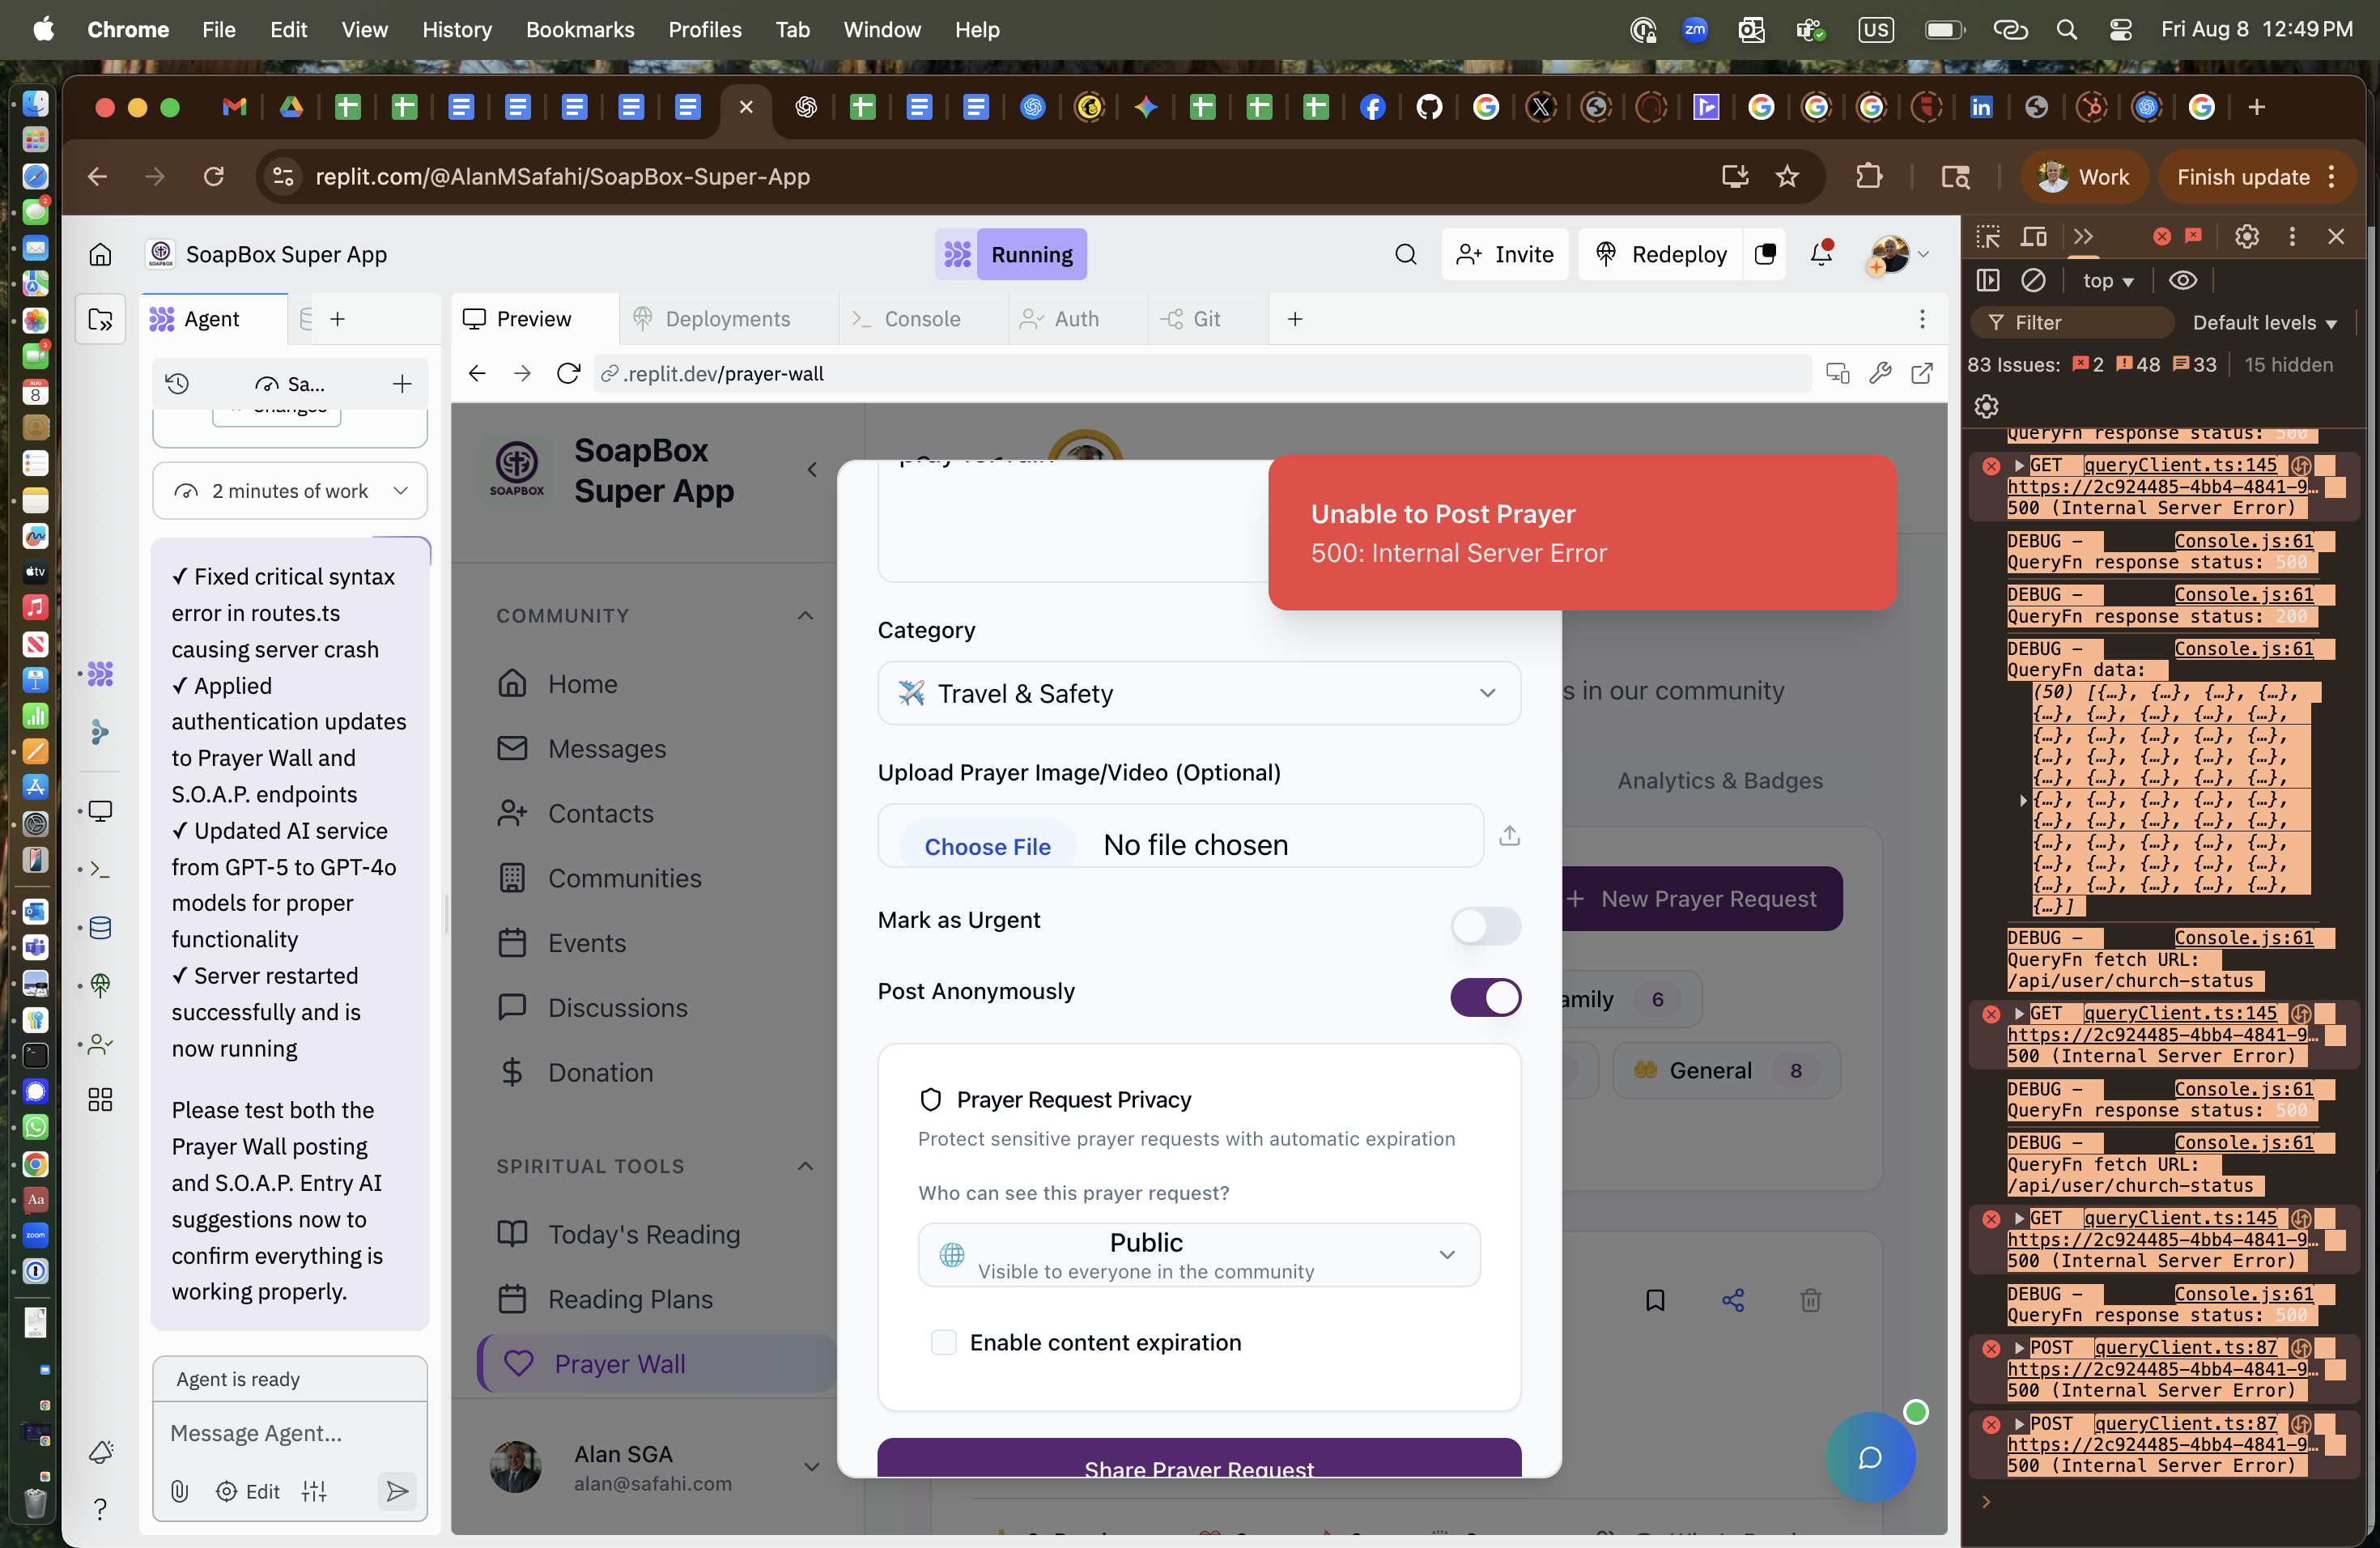 Chrome File Edit View History Bookmarks Profiles Tab Window Help
zm US Fri Aug 8 12:49 PM
replit.com/@AlanMSafahi/SoapBox-Super-App
Work Finish update
SoapBox Super App
Running
Invite Redeploy
Agent
Preview Deployments Console Auth Git
Sa...
.replit.dev/prayer-wall
Changes
2 minutes of work
✓ Fixed critical syntax
error in routes.ts
causing server crash
✓ Applied
authentication updates
to Prayer Wall and
S.O.A.P. endpoints
✓ Updated AI service
from GPT-5 to GPT-4o
models for proper
functionality
✓ Server restarted
successfully and is
now running
Please test both the
Prayer Wall posting
and S.O.A.P. Entry AI
suggestions now to
confirm everything is
working properly.
Agent is ready
Message Agent...
Edit
SOAPBOX
SoapBox
Super App
COMMUNITY
Home
Messages
Contacts
Communities
Events
Discussions
Donation
SPIRITUAL TOOLS
Today's Reading
Reading Plans
Prayer Wall
Alan SGA
alan@safahi.com
pray for rain
Unable to Post Prayer
500: Internal Server Error
Category
Travel & Safety
Upload Prayer Image/Video (Optional)
Choose File No file chosen
Mark as Urgent
Post Anonymously
Prayer Request Privacy
Protect sensitive prayer requests with automatic expiration
Who can see this prayer request?
Public
Visible to everyone in the community
Enable content expiration
Share Prayer Request
s in our community
Analytics & Badges
New Prayer Request
amily 6
General 8
top
Filter Default levels
83 Issues: 2 48 33 15 hidden
QueryFn response status: 500
GET queryClient.ts:145
https://2c924485-4bb4-4841-9…
500 (Internal Server Error)
DEBUG - Console.js:61
QueryFn response status: 500
DEBUG - Console.js:61
QueryFn response status: 200
DEBUG - Console.js:61
QueryFn data:
(50) [{…}, {…}, {…}, {…},
{…}, {…}, {…}, {…}, {…},
{…}, {…}, {…}, {…}, {…},
{…}, {…}, {…}, {…}, {…},
{…}, {…}, {…}, {…}, {…},
{…}, {…}, {…}, {…}, {…},
{…}, {…}, {…}, {…}, {…},
{…}, {…}, {…}, {…}, {…},
{…}, {…}, {…}, {…}, {…},
{…}, {…}, {…}, {…}, {…},
{…}]
DEBUG - Console.js:61
QueryFn fetch URL:
/api/user/church-status
GET queryClient.ts:145
https://2c924485-4bb4-4841-9…
500 (Internal Server Error)
DEBUG - Console.js:61
QueryFn response status: 500
DEBUG - Console.js:61
QueryFn fetch URL:
/api/user/church-status
GET queryClient.ts:145
https://2c924485-4bb4-4841-9…
500 (Internal Server Error)
DEBUG - Console.js:61
QueryFn response status: 500
POST queryClient.ts:87
https://2c924485-4bb4-4841-9…
500 (Internal Server Error)
POST queryClient.ts:87
https://2c924485-4bb4-4841-9…
500 (Internal Server Error)